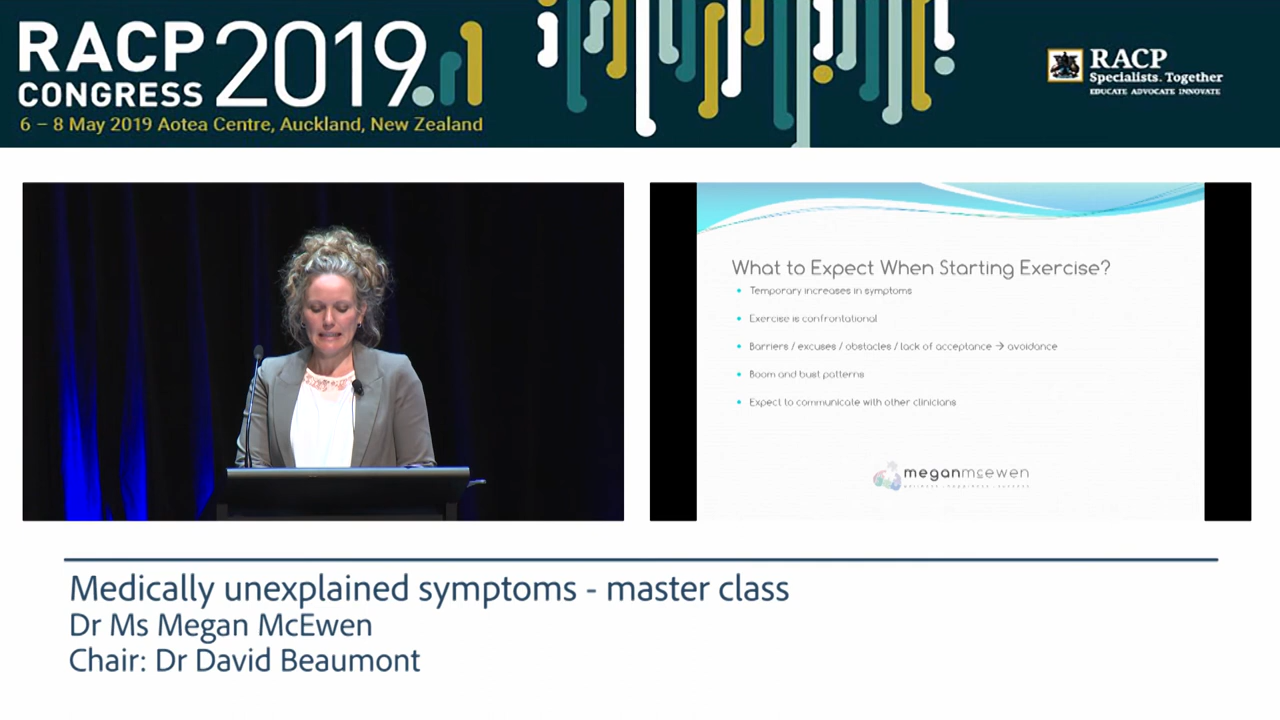 RACP
CONGRESS 2019
6 – 8 May 2019 Aotea Centre, Auckland, New Zealand
RACP
Specialists. Together
EDUCATE ADVOCATE INNOVATE
What to Expect When Starting Exercise?
• Temporary increases in symptoms
• Exercise is confrontational
• Barriers / excuses / obstacles / lack of acceptance → avoidance
• Boom and bust patterns
• Expect to communicate with other clinicians
meganmcewen
Medically unexplained symptoms - master class
Dr Ms Megan McEwen
Chair: Dr David Beaumont